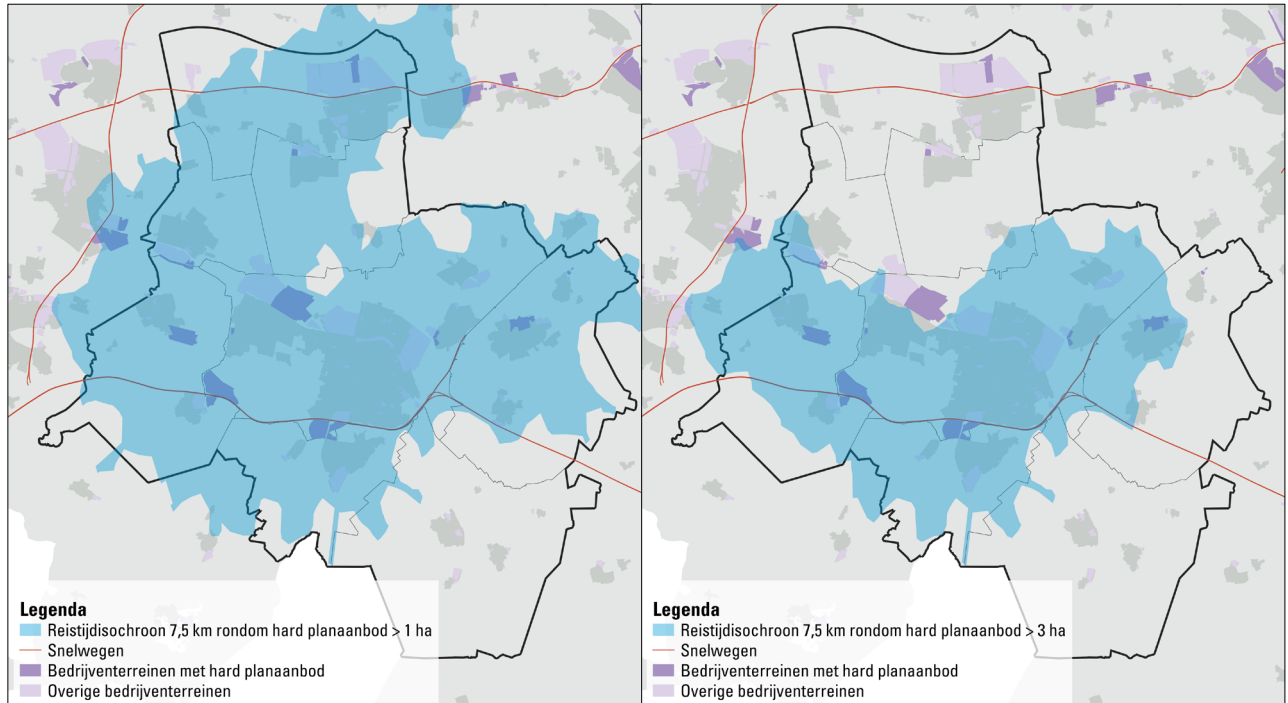 Legenda
Reistijdisochroon 7,5 km rondom hard planaanbod > 1 ha
Snelwegen
Bedrijventerreinen met hard planaanbod
Overige bedrijventerreinen
Legenda
Reistijdisochroon 7,5 km rondom hard planaanbod > 3 ha
Snelwegen
Bedrijventerreinen met hard planaanbod
Overige bedrijventerreinen